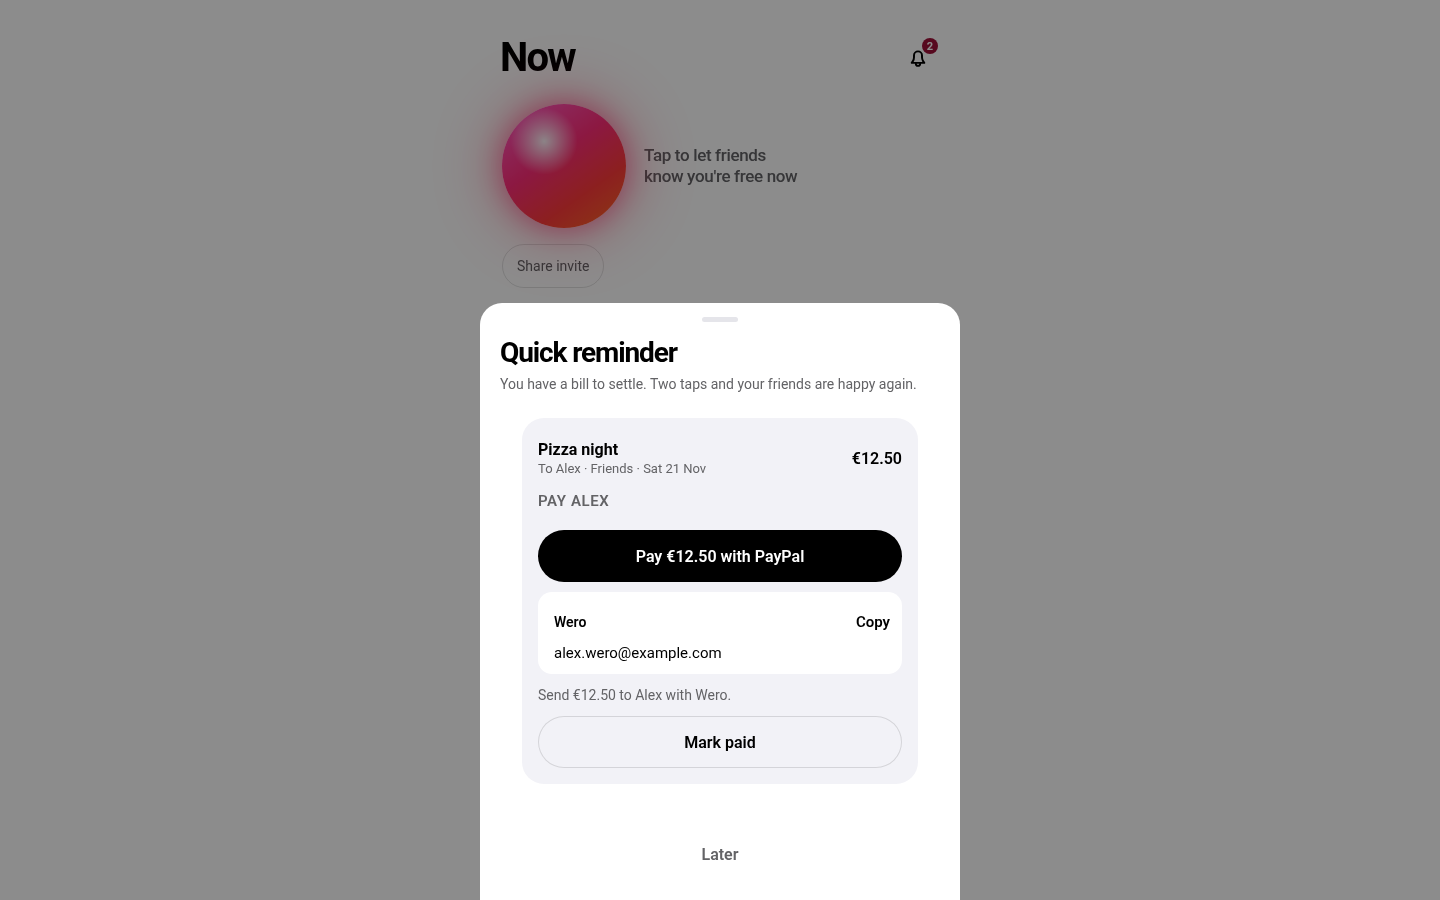 Now
2
Tap to let friends
know you're free now
Share invite
Quick reminder
You have a bill to settle. Two taps and your friends are happy again.
Pizza night
To Alex · Friends · Sat 21 Nov
€12.50
PAY ALEX
Pay €12.50 with PayPal
Wero
Copy
alex.wero@example.com
Send €12.50 to Alex with Wero.
Mark paid
Later